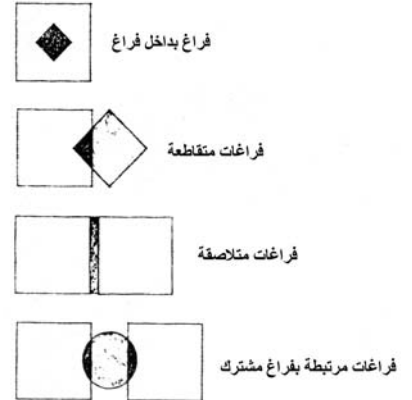 فراغ بداخل فراغ
فراغات متقاطعة
فراغات متلاصقة
فراغات مرتبطة بفراغ مشترك